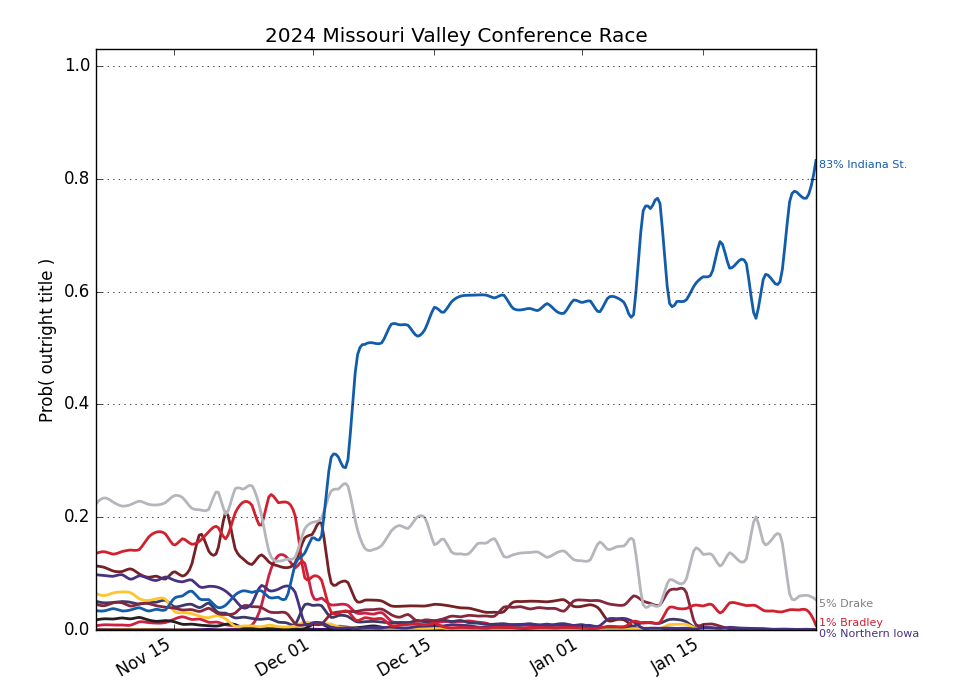 2024 Missouri Valley Conference Race
1.0
0.8
0.6
0.4
0.2
0.0
Prob( outright title )
83% Indiana St.
5% Drake
1% Bradley
0% Northern Iowa
Nov 15
Dec 01
Dec 15
Jan 01
Jan 15